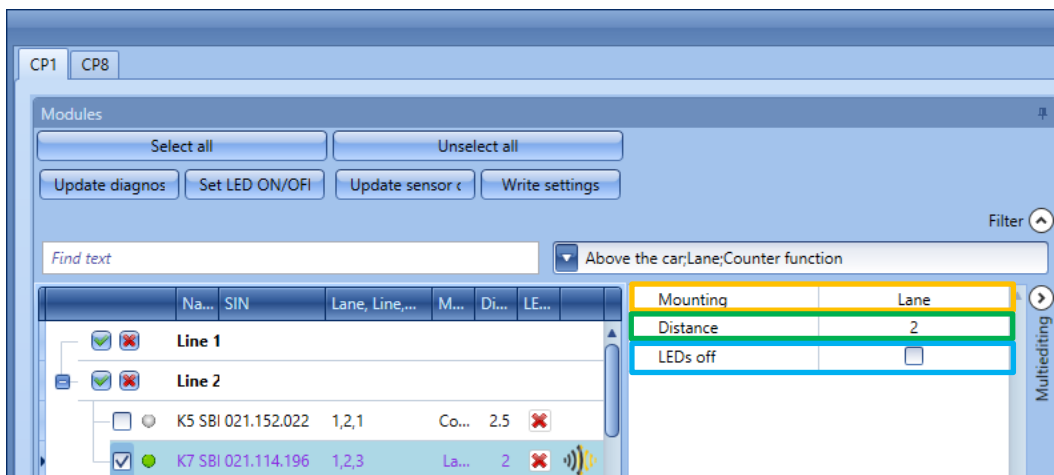 CP1 CP8
Modules
Select all Unselect all
Update diagnos Set LED ON/OFF Update sensor c Write settings
Filter
Find text Above the car;Lane;Counter function
Na... SIN Lane, Line,... M... Di... LE...
Mounting Lane
Distance 2
LEDs off
Multiediting
Line 1
Line 2
K5 SBI 021.152.022 1,2,1 Co... 2.5
K7 SBI 021.114.196 1,2,3 La... 2